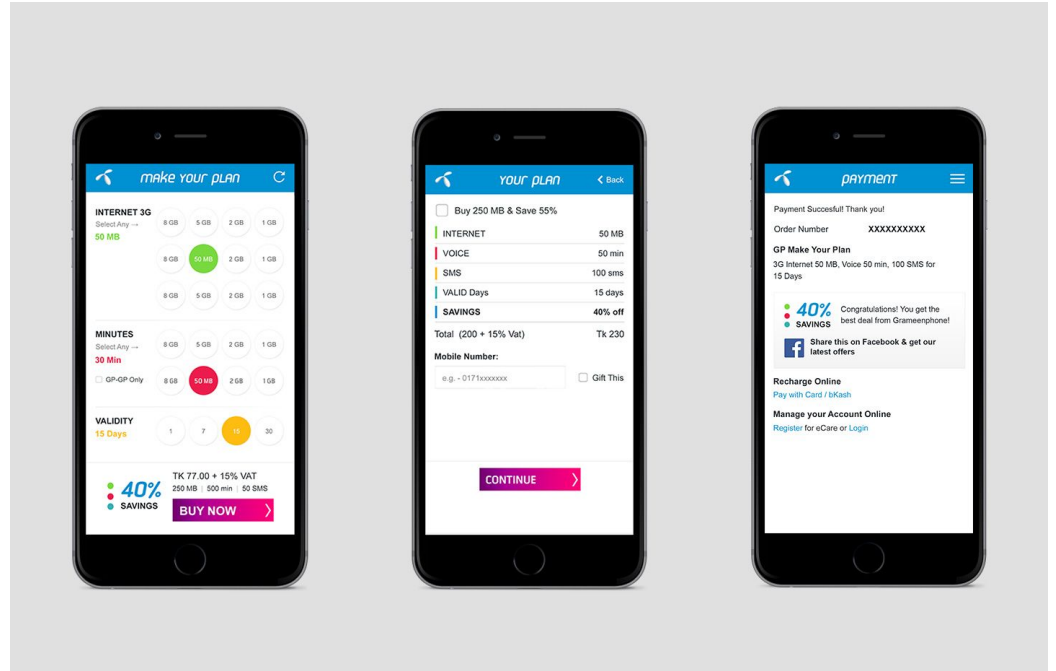 make your plan
INTERNET 3G
Select Any →
50 MB
8 GB 5 GB 2 GB 1 GB
8 GB 50 MB 2 GB 1 GB
8 GB 5 GB 2 GB 1 GB
MINUTES
Select Any →
30 Min
GP-GP Only
8 GB 5 GB 2 GB 1 GB
8 GB 50 MB 2 GB 1 GB
VALIDITY
15 Days
1 7 15 30
40%
SAVINGS
TK 77.00 + 15% VAT
250 MB | 500 min | 50 SMS
BUY NOW
your plan
Back
Buy 250 MB & Save 55%
INTERNET 50 MB
VOICE 50 min
SMS 100 sms
VALID Days 15 days
SAVINGS 40% off
Total (200 + 15% Vat) Tk 230
Mobile Number:
e.g. - 0171xxxxxxx
Gift This
CONTINUE
payment
Payment Succesful! Thank you!
Order Number XXXXXXXXXX
GP Make Your Plan
3G Internet 50 MB, Voice 50 min, 100 SMS for
15 Days
40%
SAVINGS
Congratulations! You get the
best deal from Grameenphone!
Share this on Facebook & get our
latest offers
Recharge Online
Pay with Card / bKash
Manage your Account Online
Register for eCare or Login